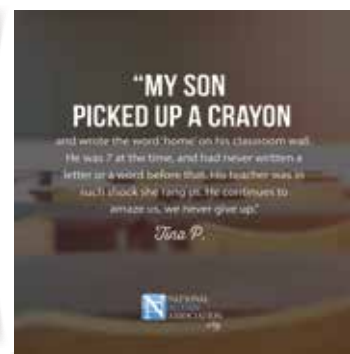 “MY SON
PICKED UP A CRAYON
and wrote the word 'home' on his classroom wall.
He was 7 at the time, and had never written a
letter or a word before that. His teacher was in
such shock she rang us. He continues to
amaze us, we never give up.”
Tina P.
NATIONAL
AUTISM
ASSOCIATION